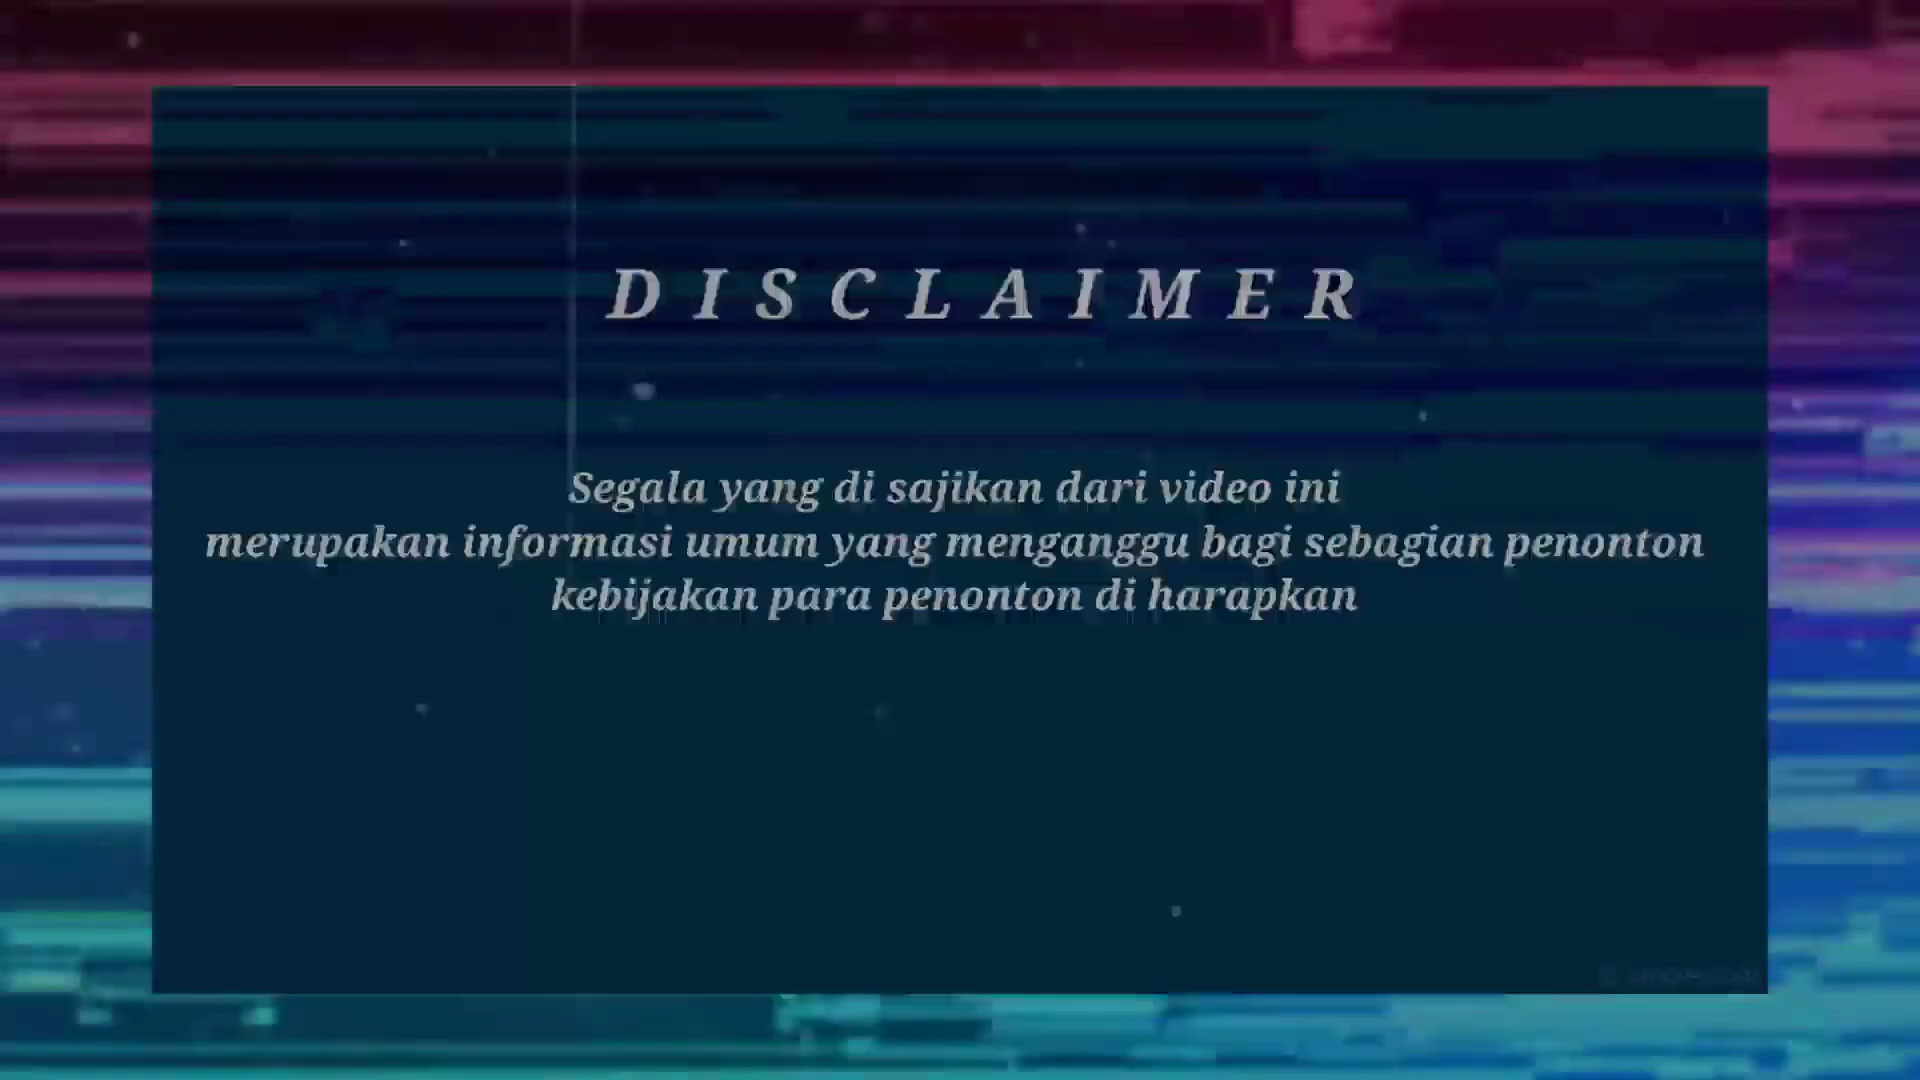 DISCLAIMER
Segala yang di sajikan dari video ini
merupakan informasi umum yang menganggu bagi sebagian penonton
kebijakan para penonton di harapkan